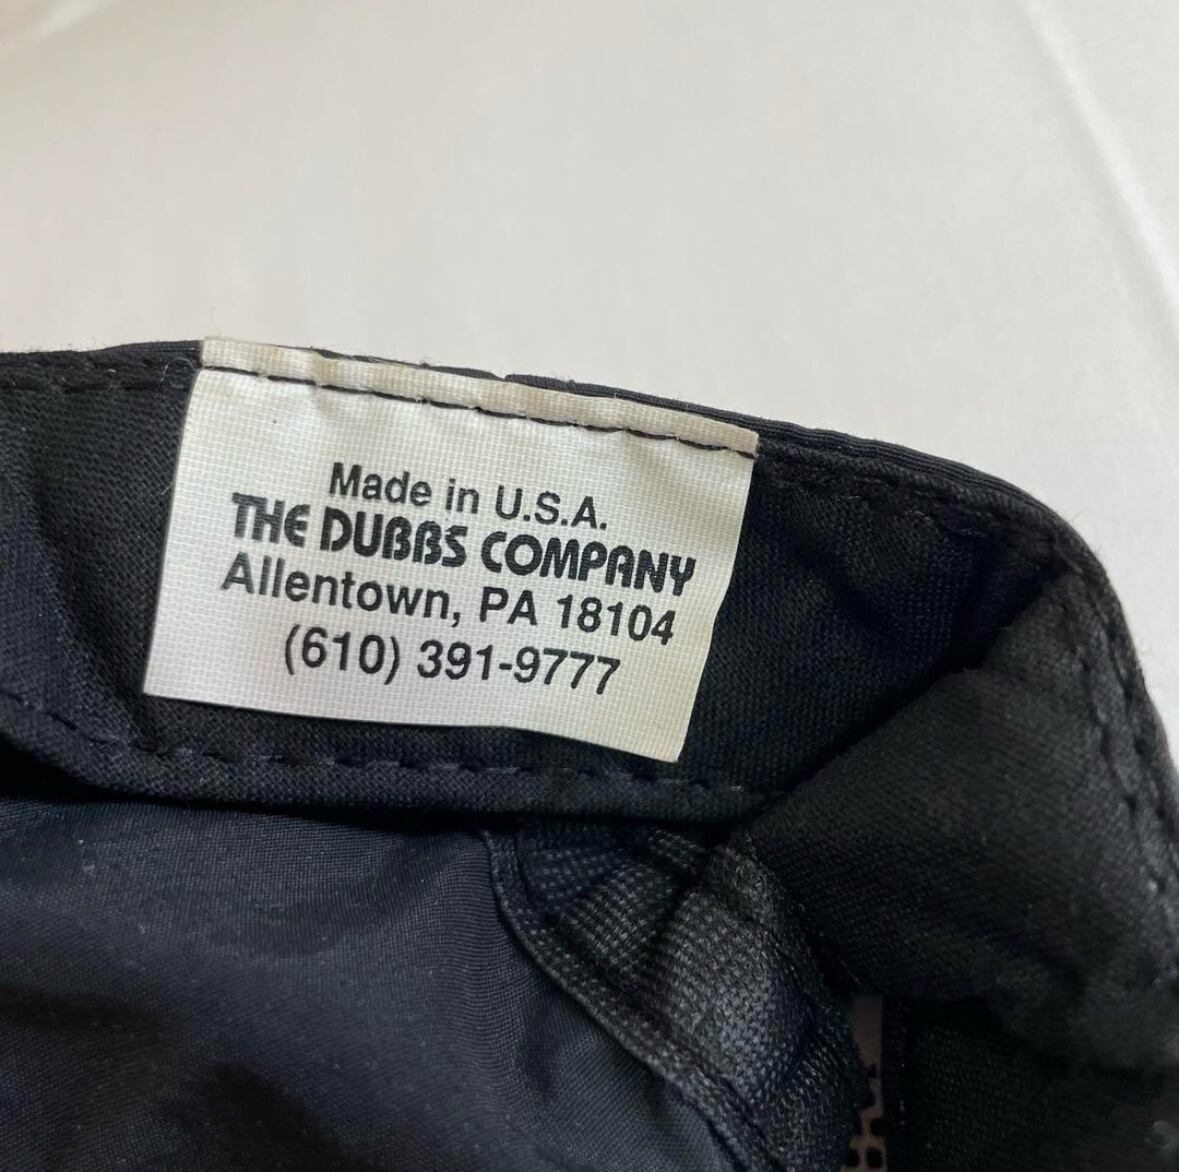 Made in U.S.A.
THE DUBBS COMPANY
Allentown, PA 18104
(610) 391-9777